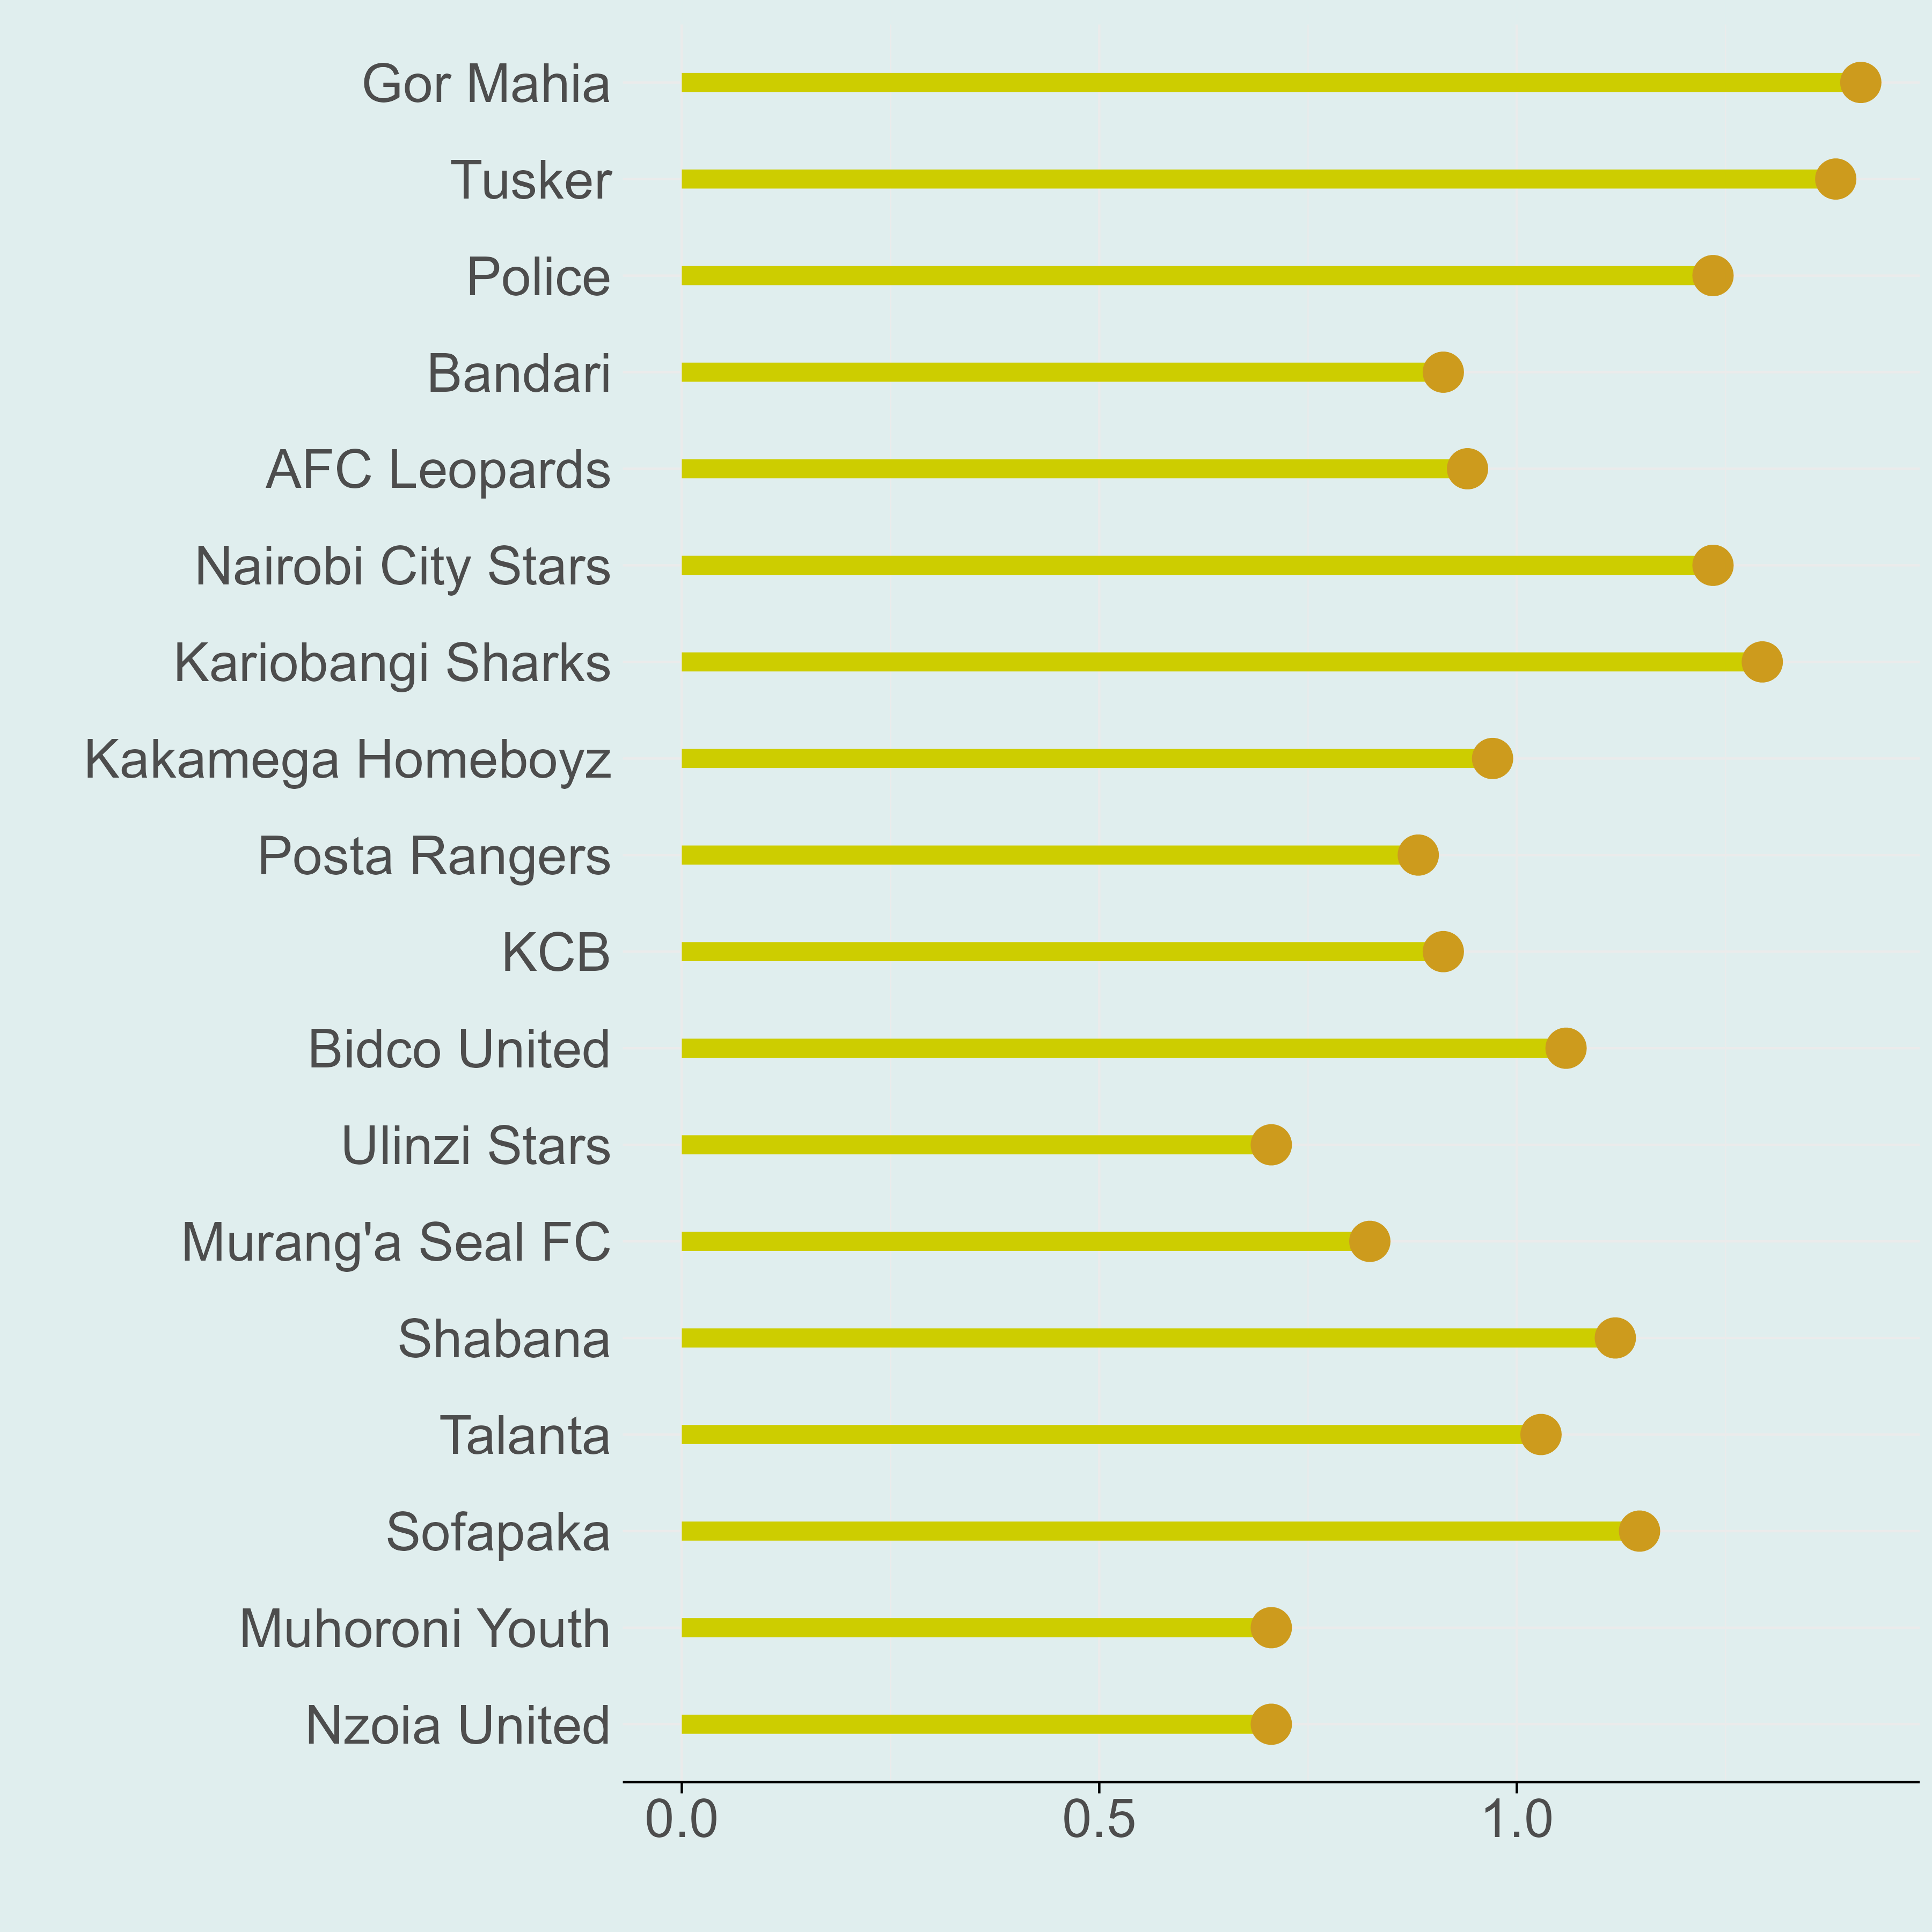 Gor Mahia
Tusker
Police
Bandari
AFC Leopards
Nairobi City Stars
Kariobangi Sharks
Kakamega Homeboyz
Posta Rangers
KCB
Bidco United
Ulinzi Stars
Murang'a Seal FC
Shabana
Talanta
Sofapaka
Muhoroni Youth
Nzoia United
0.0 0.5 1.0